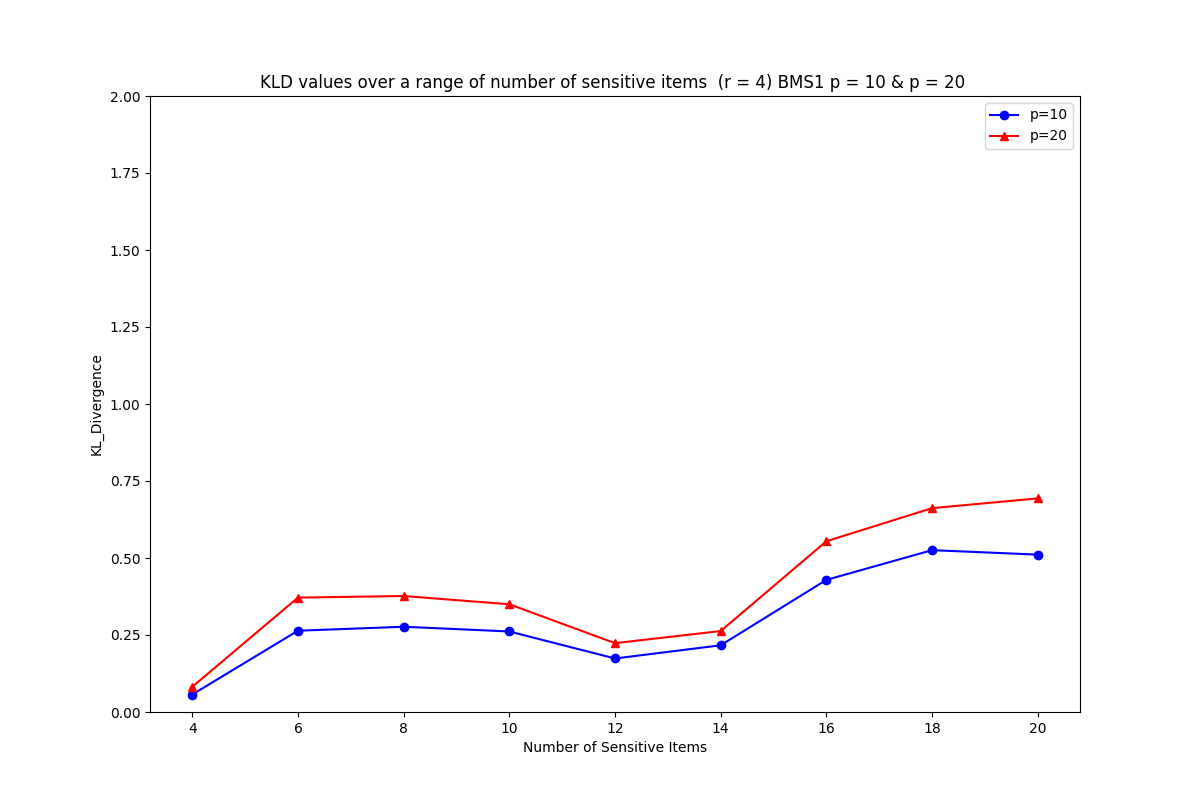 KLD values over a range of number of sensitive items  (r = 4) BMS1 p = 10 & p = 20
p=10
p=20
2.00
1.75
1.50
1.25
1.00
0.75
0.50
0.25
0.00
KL_Divergence
4 6 8 10 12 14 16 18 20
Number of Sensitive Items